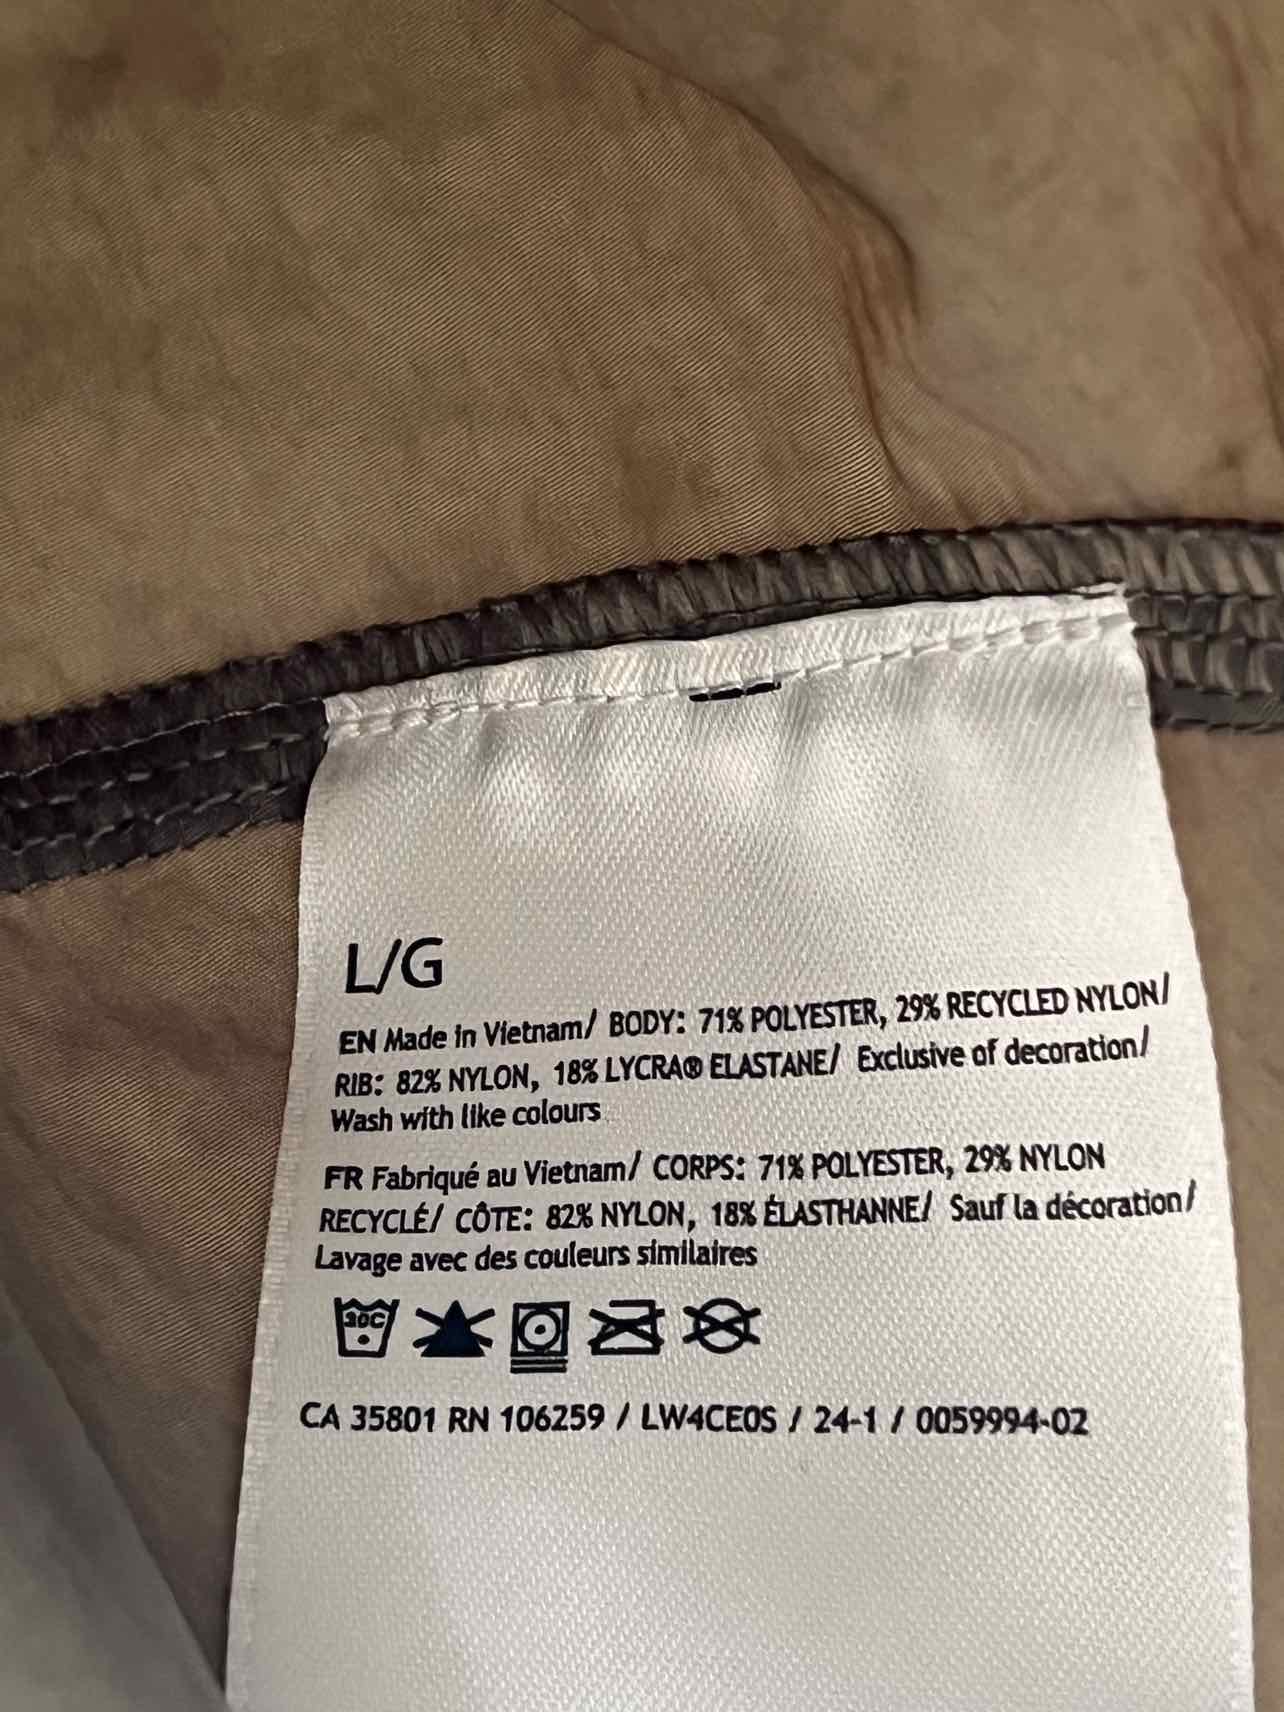 L/G
EN Made in Vietnam/ BODY: 71% POLYESTER, 29% RECYCLED NYLON/
RIB: 82% NYLON, 18% LYCRA® ELASTANE/ Exclusive of decoration/
Wash with like colours
FR Fabriqué au Vietnam/ CORPS: 71% POLYESTER, 29% NYLON
RECYCLÉ/ CÔTE: 82% NYLON, 18% ÉLASTHANNE/ Sauf la décoration/
Lavage avec des couleurs similaires
30C
CA 35801 RN 106259 / LW4CE0S / 24-1 / 0059994-02